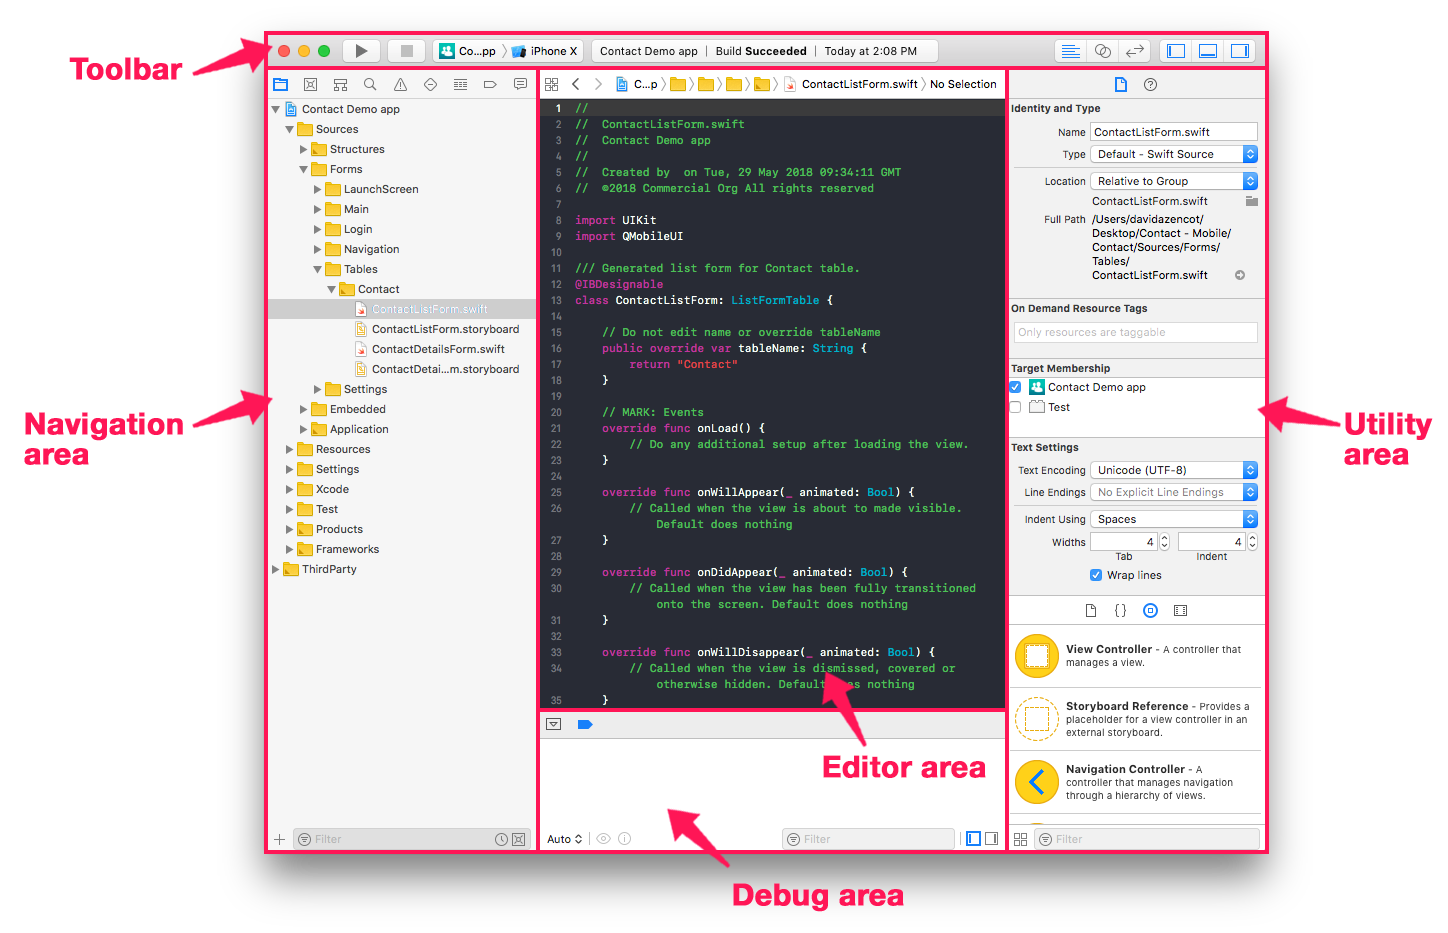 Toolbar
Navigation
area
Utility
area
Editor area
Debug area
Co...pp
iPhone X
Contact Demo app | Build Succeeded | Today at 2:08 PM
Contact Demo app
Sources
Structures
Forms
LaunchScreen
Main
Login
Navigation
Tables
Contact
ContactListForm.swift
ContactListForm.storyboard
ContactDetailsForm.swift
ContactDetai...m.storyboard
Settings
Embedded
Application
Resources
Settings
Xcode
Test
Products
Frameworks
ThirdParty
Filter
C...p
ContactListForm.swift
No Selection
1 //
2 //  ContactListForm.swift
3 //  Contact Demo app
4 //
5 //  Created by  on Tue, 29 May 2018 09:34:11 GMT
6 //  ©2018 Commercial Org All rights reserved
7
8 import UIKit
9 import QMobileUI
10
11 /// Generated list form for Contact table.
12 @IBDesignable
13 class ContactListForm: ListFormTable {
14
15 // Do not edit name or override tableName
16 public override var tableName: String {
17 return "Contact"
18 }
19
20 // MARK: Events
21 override func onLoad() {
22 // Do any additional setup after loading the view.
23 }
24
25 override func onWillAppear(_ animated: Bool) {
26 // Called when the view is about to made visible.
Default does nothing
27 }
28
29 override func onDidAppear(_ animated: Bool) {
30 // Called when the view has been fully transitioned
onto the screen. Default does nothing
31 }
32
33 override func onWillDisappear(_ animated: Bool) {
34 // Called when the view is dismissed, covered or
otherwise hidden. Default nothing
35 }
Auto
Filter
Identity and Type
Name ContactListForm.swift
Type Default - Swift Source
Location Relative to Group
ContactListForm.swift
Full Path /Users/davidazencot/
Desktop/Contact - Mobile/
Contact/Sources/Forms/
Tables/
ContactListForm.swift
On Demand Resource Tags
Only resources are taggable
Target Membership
Contact Demo app
Test
Text Settings
Text Encoding Unicode (UTF-8)
Line Endings No Explicit Line Endings
Indent Using Spaces
Widths 4 4
Tab Indent
Wrap lines
{}
View Controller - A controller that
manages a view.
Storyboard Reference - Provides a
placeholder for a view controller in an
external storyboard.
Navigation Controller - A
controller that manages navigation
through a hierarchy of views.
Filter